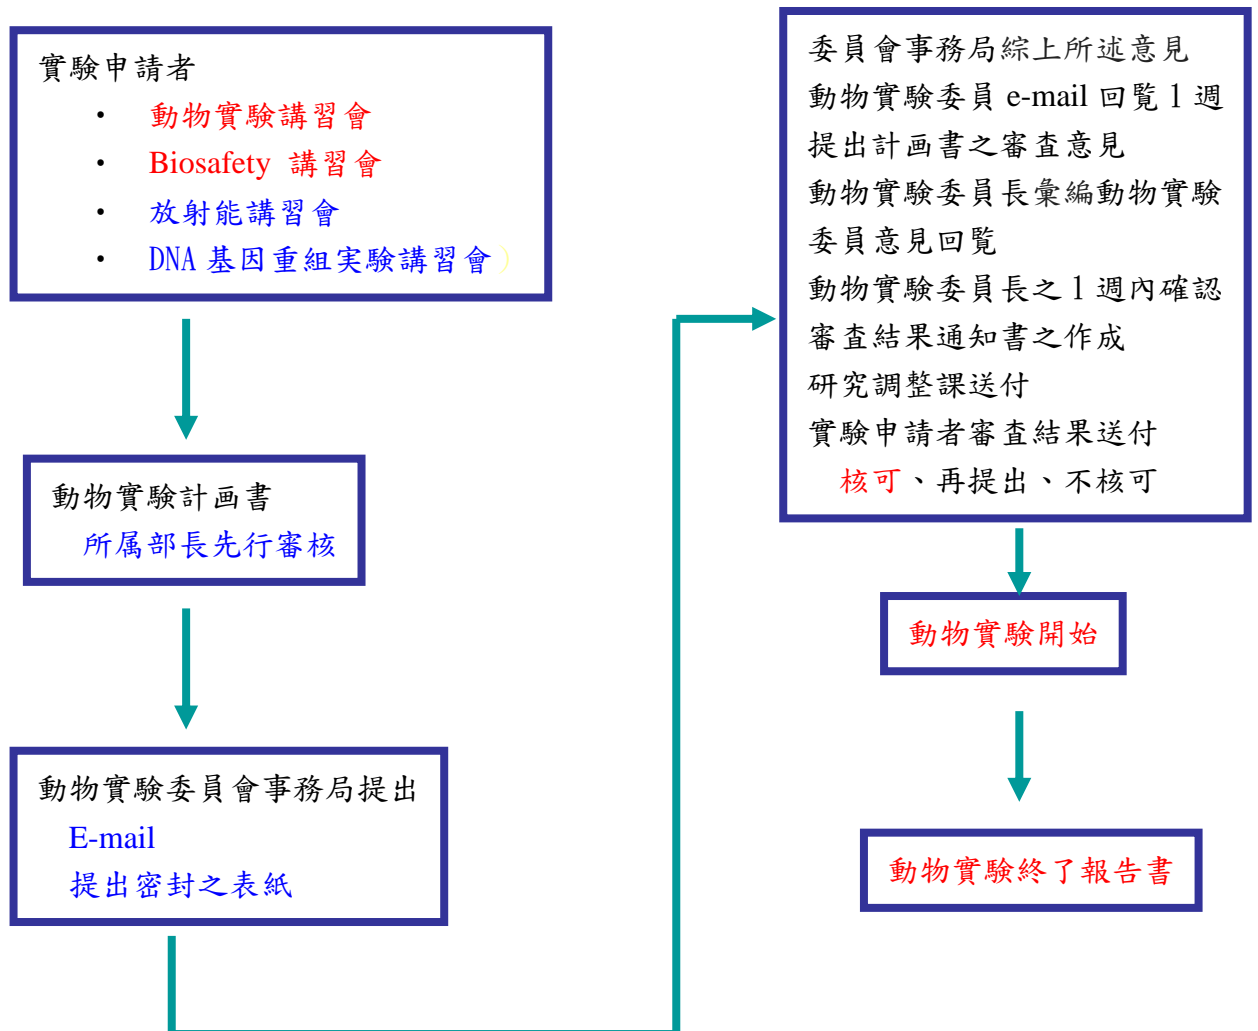 實驗申請者
・ 動物實驗講習會
・ Biosafety 講習會
・ 放射能講習會
・ DNA 基因重組実験講習會)
動物實驗計画書
所属部長先行審核
動物實驗委員會事務局提出
E-mail
提出密封之表紙
委員會事務局綜上所述意見
動物實驗委員 e-mail 回覧 1 週
提出計画書之審查意見
動物實驗委員長彙編動物實驗
委員意見回覧
動物實驗委員長之 1 週內確認
審查結果通知書之作成
研究調整課送付
實驗申請者審查結果送付
核可、再提出、不核可
動物實驗開始
動物實驗終了報告書